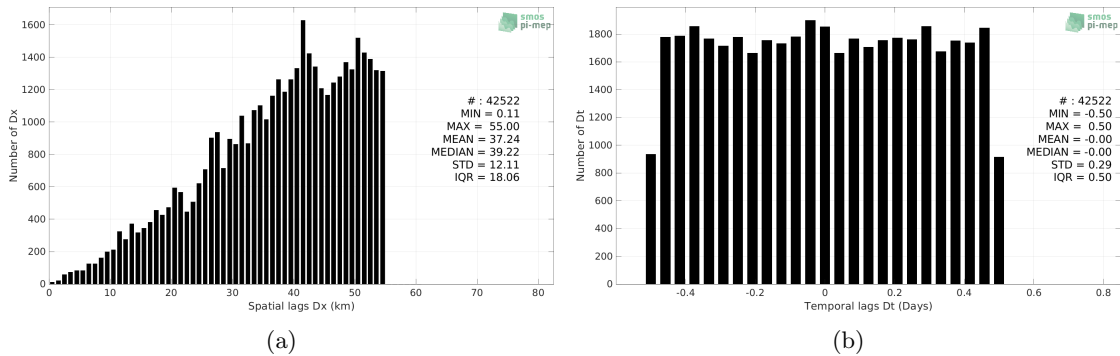 1600
1400
1200
1000
800
600
400
200
0
Number of Dx
smos
pi-mep
# : 42522
MIN = 0.11
MAX = 55.00
MEAN = 37.24
MEDIAN = 39.22
STD = 12.11
IQR = 18.06
0 10 20 30 40 50 60 70 80
Spatial lags Dx (km)
(a)
1800
1600
1400
1200
1000
800
600
400
200
0
Number of Dt
smos
pi-mep
# : 42522
MIN = -0.50
MAX = 0.50
MEAN = -0.00
MEDIAN = -0.00
STD = 0.29
IQR = 0.50
-0.4 -0.2 0 0.2 0.4 0.6 0.8
Temporal lags Dt (Days)
(b)